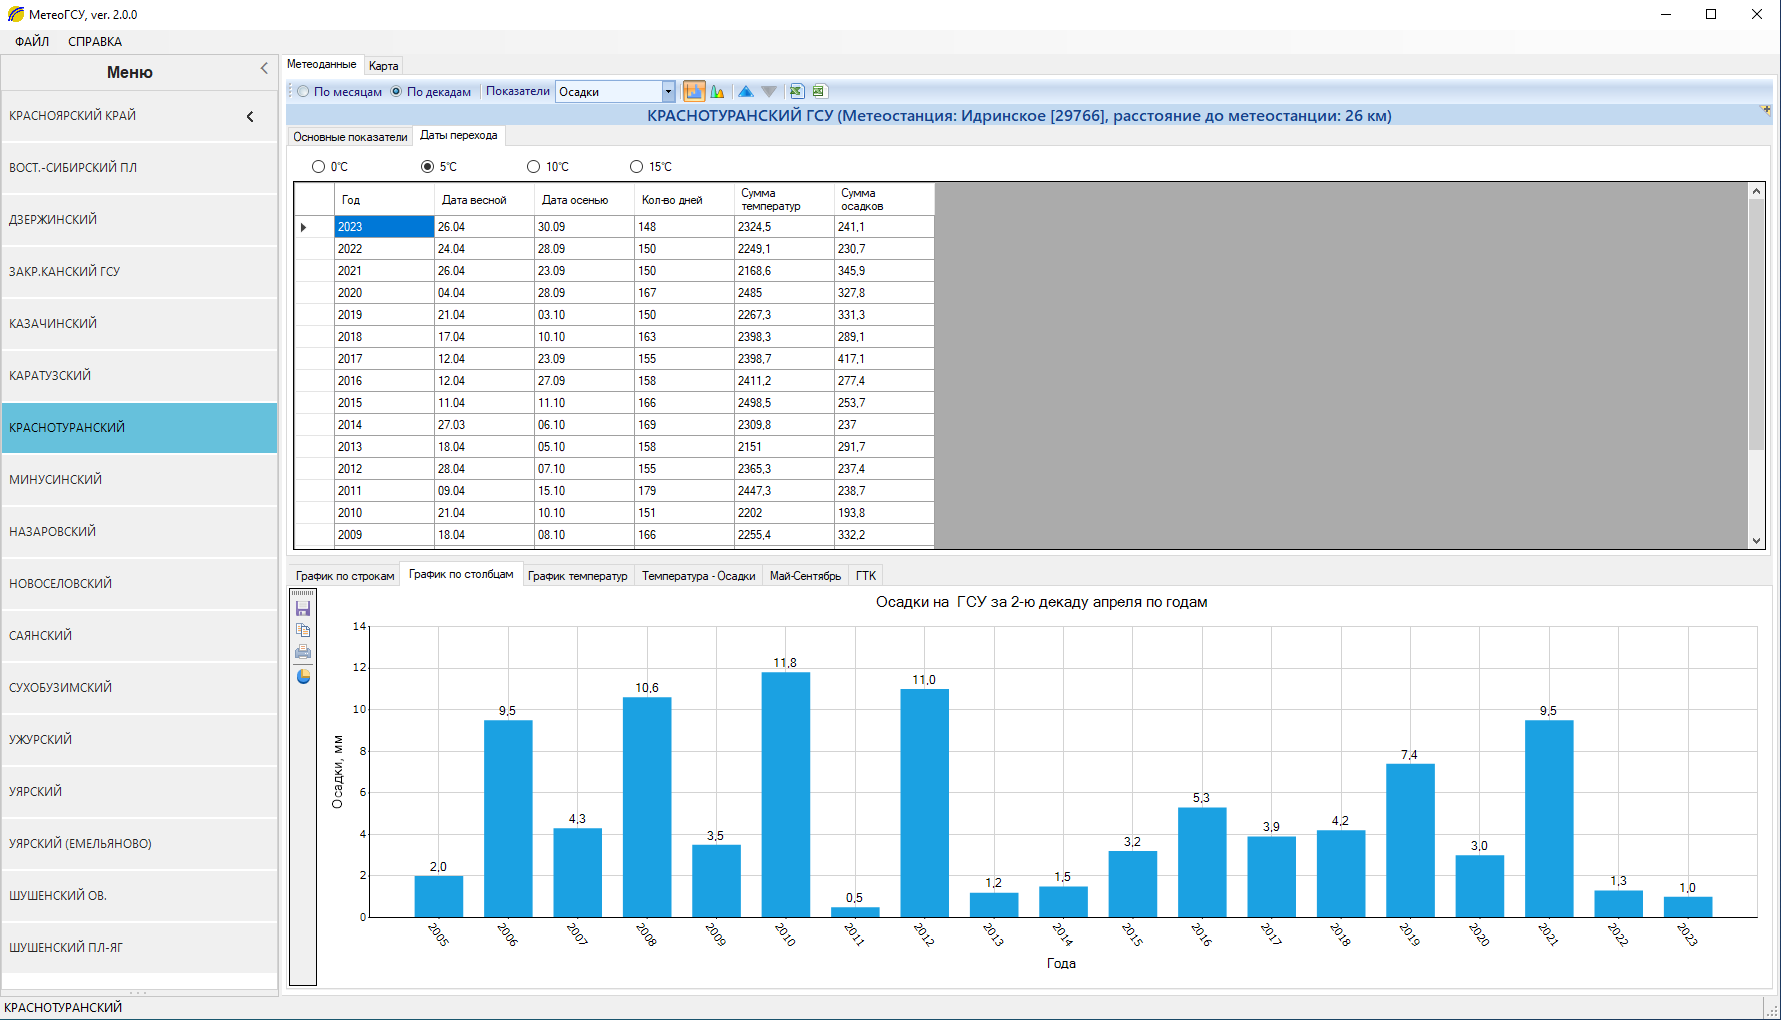 МетеоГСУ, ver. 2.0.0
ФАЙЛ СПРАВКА
Меню
КРАСНОЯРСКИЙ КРАЙ
ВОСТ.-СИБИРСКИЙ ПЛ
ДЗЕРЖИНСКИЙ
ЗАКР.КАНСКИЙ ГСУ
КАЗАЧИНСКИЙ
КАРАТУЗСКИЙ
КРАСНОТУРАНСКИЙ
МИНУСИНСКИЙ
НАЗАРОВСКИЙ
НОВОСЕЛОВСКИЙ
САЯНСКИЙ
СУХОБУЗИМСКИЙ
УЖУРСКИЙ
УЯРСКИЙ
УЯРСКИЙ (ЕМЕЛЬЯНОВО)
ШУШЕНСКИЙ ОВ.
ШУШЕНСКИЙ ПЛ-ЯГ
Метеоданные Карта
По месяцам По декадам Показатели Осадки
КРАСНОТУРАНСКИЙ ГСУ (Метеостанция: Идринское [29766], расстояние до метеостанции: 26 км)
Основные показатели Даты перехода
0°C 5°C 10°C 15°C
Год Дата весной Дата осенью Кол-во дней Сумма температур Сумма осадков
2023 26.04 30.09 148 2324,5 241,1
2022 24.04 28.09 150 2249,1 230,7
2021 26.04 23.09 150 2168,6 345,9
2020 04.04 28.09 167 2485 327,8
2019 21.04 03.10 150 2267,3 331,3
2018 17.04 10.10 163 2398,3 289,1
2017 12.04 23.09 155 2398,7 417,1
2016 12.04 27.09 158 2411,2 277,4
2015 11.04 11.10 166 2498,5 253,7
2014 27.03 06.10 169 2309,8 237
2013 18.04 05.10 158 2151 291,7
2012 28.04 07.10 155 2365,3 237,4
2011 09.04 15.10 179 2447,3 238,7
2010 21.04 10.10 151 2202 193,8
2009 18.04 08.10 166 2255,4 332,2
График по строкам График по столбцам График температур Температура - Осадки Май-Сентябрь ГТК
Осадки на ГСУ за 2-ю декаду апреля по годам
Осадки, мм
14
12
10
8
6
4
2
0
2,0 9,5 4,3 10,6 3,5 11,8 0,5 11,0 1,2 1,5 3,2 5,3 3,9 4,2 7,4 3,0 9,5 1,3 1,0
2005 2006 2007 2008 2009 2010 2011 2012 2013 2014 2015 2016 2017 2018 2019 2020 2021 2022 2023
Года
КРАСНОТУРАНСКИЙ